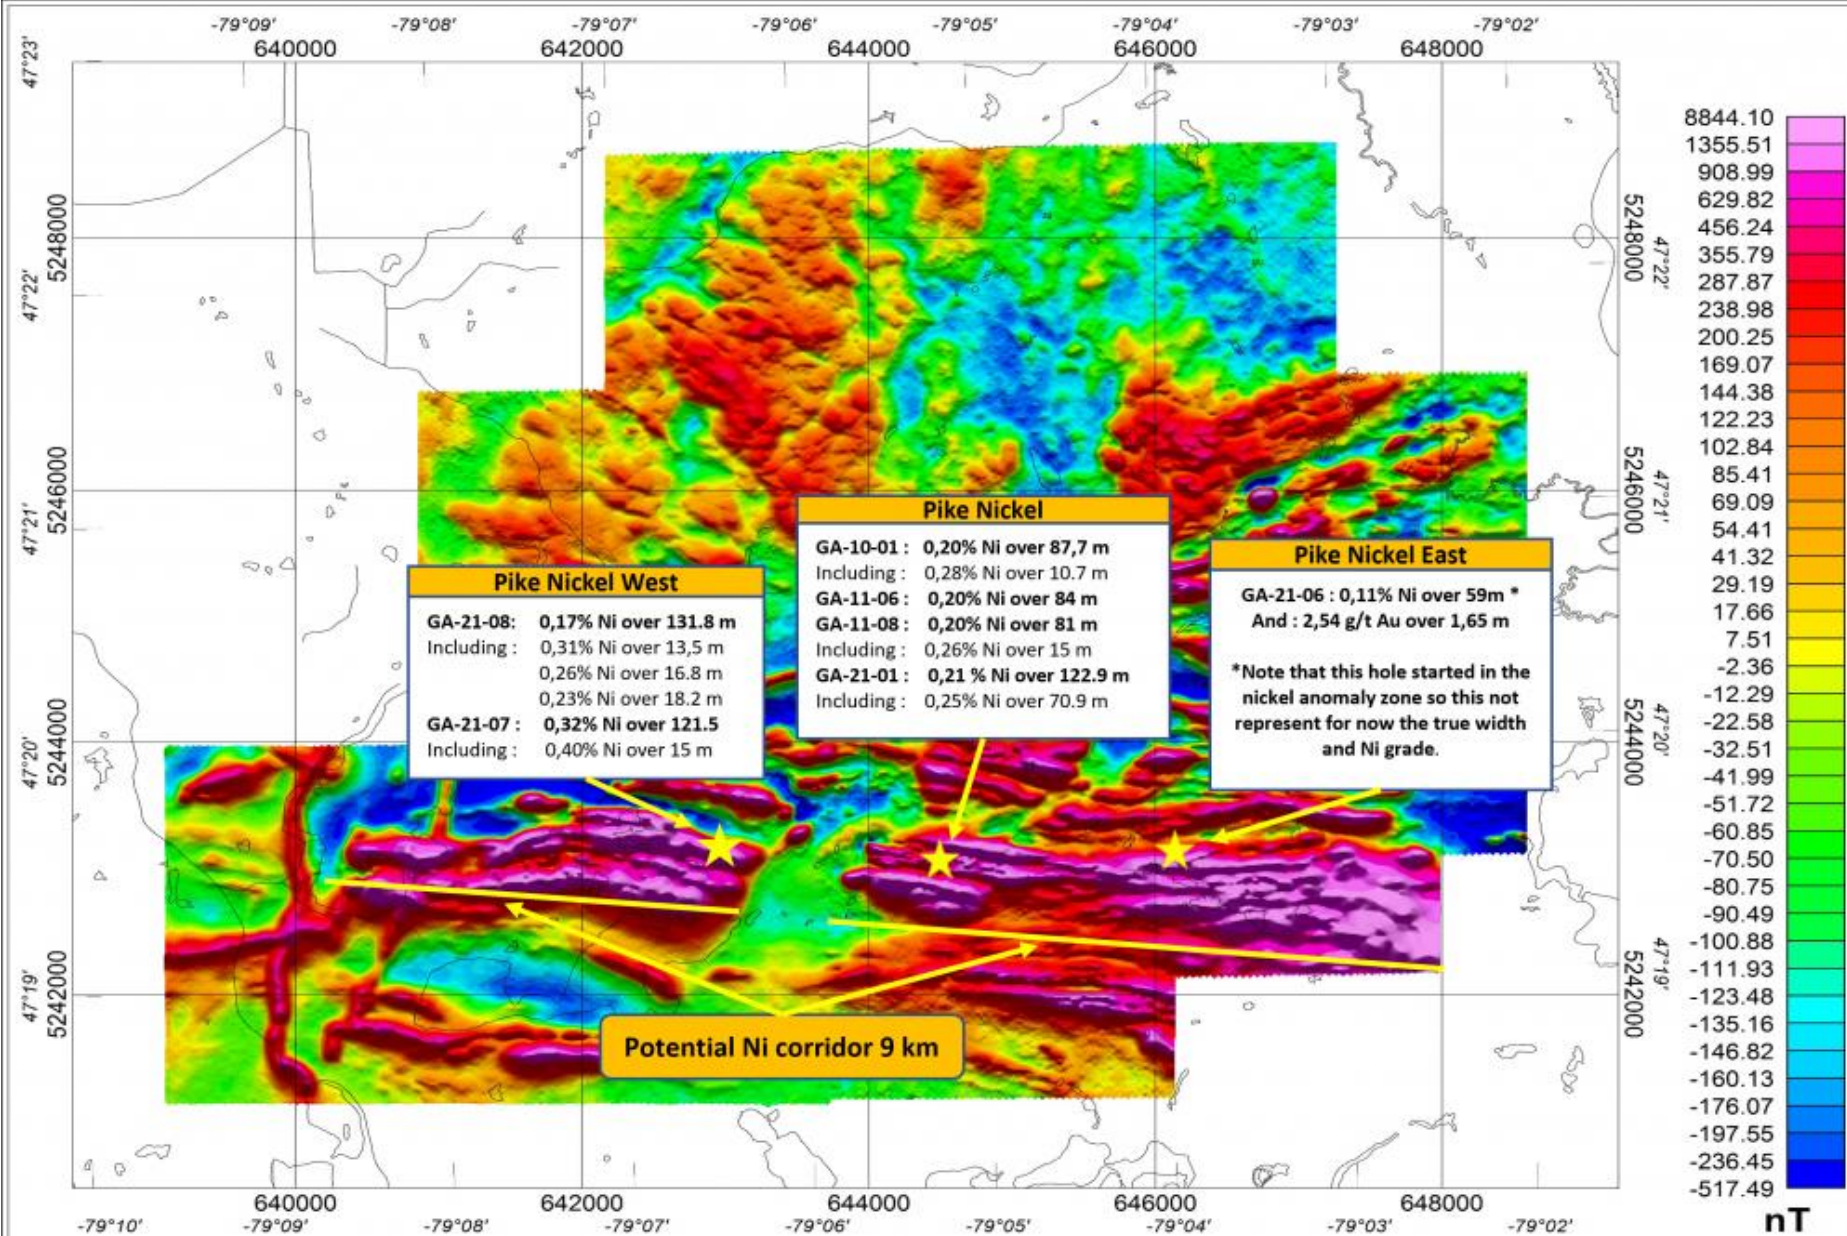 -79°09' -79°08' -79°07' -79°06' -79°05' -79°04' -79°03' -79°02'
640000 642000 644000 646000 648000
47°23'
47°22'
47°21'
47°20'
47°19'
5248000
5246000
5244000
5242000
Pike Nickel West
GA-21-08: 0,17% Ni over 131.8 m
Including : 0,31% Ni over 13,5 m
0,26% Ni over 16.8 m
0,23% Ni over 18.2 m
GA-21-07 : 0,32% Ni over 121.5
Including : 0,40% Ni over 15 m
Pike Nickel
GA-10-01 : 0,20% Ni over 87,7 m
Including : 0,28% Ni over 10.7 m
GA-11-06 : 0,20% Ni over 84 m
GA-11-08 : 0,20% Ni over 81 m
Including : 0,26% Ni over 15 m
GA-21-01 : 0,21 % Ni over 122.9 m
Including : 0,25% Ni over 70.9 m
Pike Nickel East
GA-21-06 : 0,11% Ni over 59m *
And : 2,54 g/t Au over 1,65 m
*Note that this hole started in the
nickel anomaly zone so this not
represent for now the true width
and Ni grade.
Potential Ni corridor 9 km
5248000
5246000
5244000
5242000
47°22'
47°21'
47°20'
47°19'
640000 642000 644000 646000 648000
-79°10' -79°09' -79°08' -79°07' -79°06' -79°05' -79°04' -79°03' -79°02'
8844.10
1355.51
908.99
629.82
456.24
355.79
287.87
238.98
200.25
169.07
144.38
122.23
102.84
85.41
69.09
54.41
41.32
29.19
17.66
7.51
-2.36
-12.29
-22.58
-32.51
-41.99
-51.72
-60.85
-70.50
-80.75
-90.49
-100.88
-111.93
-123.48
-135.16
-146.82
-160.13
-176.07
-197.55
-236.45
-517.49
nT